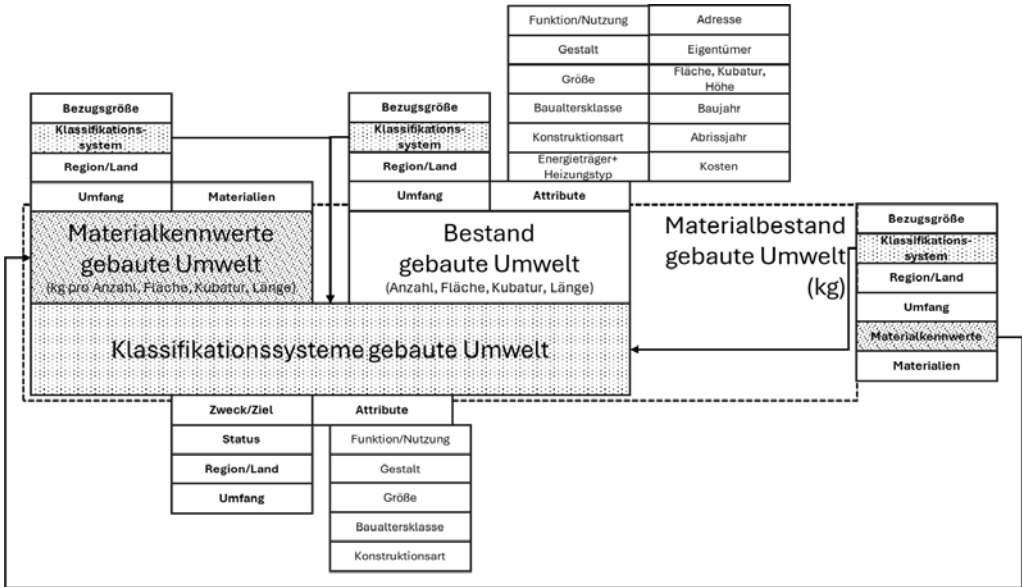 Funktion/Nutzung
Adresse
Gestalt
Eigentümer
Größe
Fläche, Kubatur,
Höhe
Baualtersklasse
Baujahr
Konstruktionsart
Abrissjahr
Energieträger+
Heizungstyp
Kosten
Bezugsgröße
Klassifikations-
system
Region/Land
Umfang
Materialien
Bezugsgröße
Klassifikations-
system
Region/Land
Umfang
Attribute
Materialkennwerte
gebaute Umwelt
(kg pro Anzahl, Fläche, Kubatur, Länge)
Bestand
gebaute Umwelt
(Anzahl, Fläche, Kubatur, Länge)
Materialbestand
gebaute Umwelt
(kg)
Bezugsgröße
Klassifikations-
system
Region/Land
Umfang
Materialkennwerte
Materialien
Klassifikationssysteme gebaute Umwelt
Zweck/Ziel
Attribute
Status
Funktion/Nutzung
Region/Land
Gestalt
Umfang
Größe
Baualtersklasse
Konstruktionsart